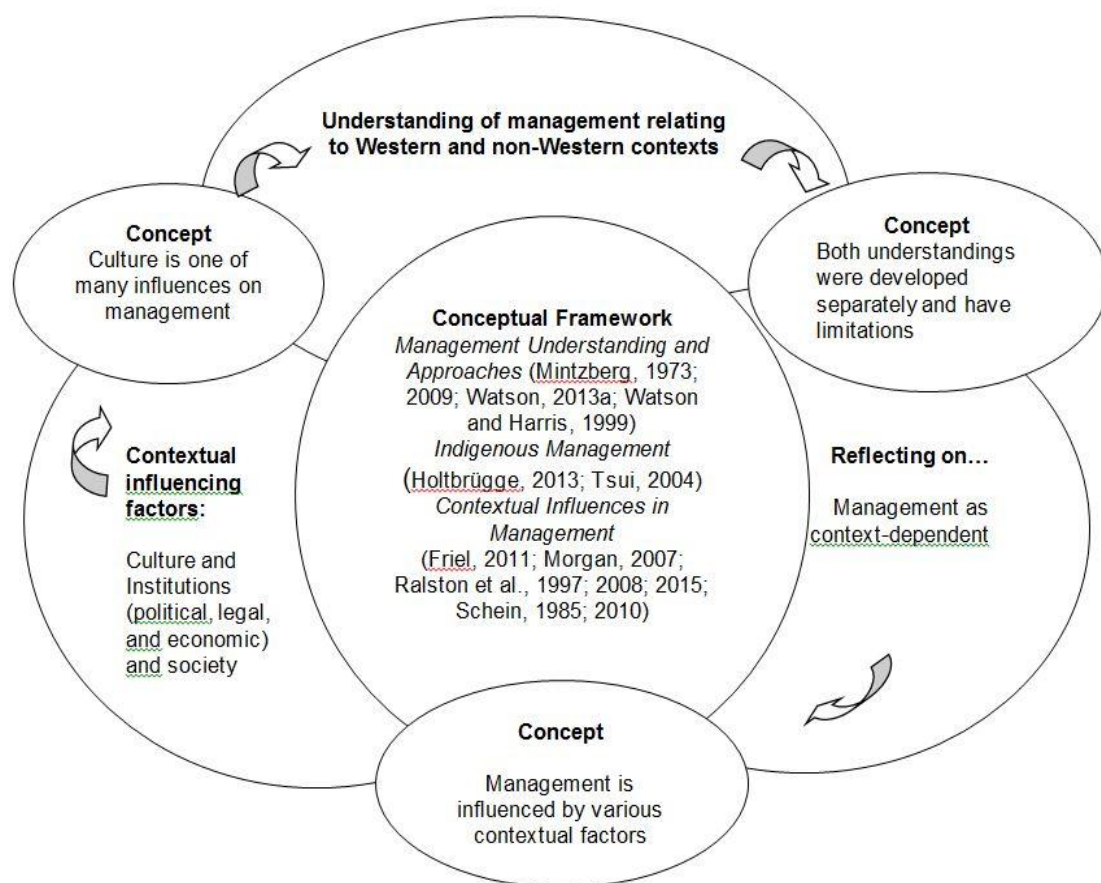 Understanding of management relating
to Western and non-Western contexts
Concept
Culture is one of
many influences on
management
Concept
Both understandings
were developed
separately and have
limitations
Conceptual Framework
Management Understanding and
Approaches (Mintzberg, 1973;
2009; Watson, 2013a; Watson
and Harris, 1999)
Indigenous Management
(Holtbrügge, 2013; Tsui, 2004)
Contextual Influences in
Management
(Friel, 2011; Morgan, 2007;
Ralston et al., 1997; 2008; 2015;
Schein, 1985; 2010)
Contextual
influencing
factors:
Culture and
Institutions
(political, legal,
and economic)
and society
Reflecting on…
Management as
context-dependent
Concept
Management is
influenced by various
contextual factors